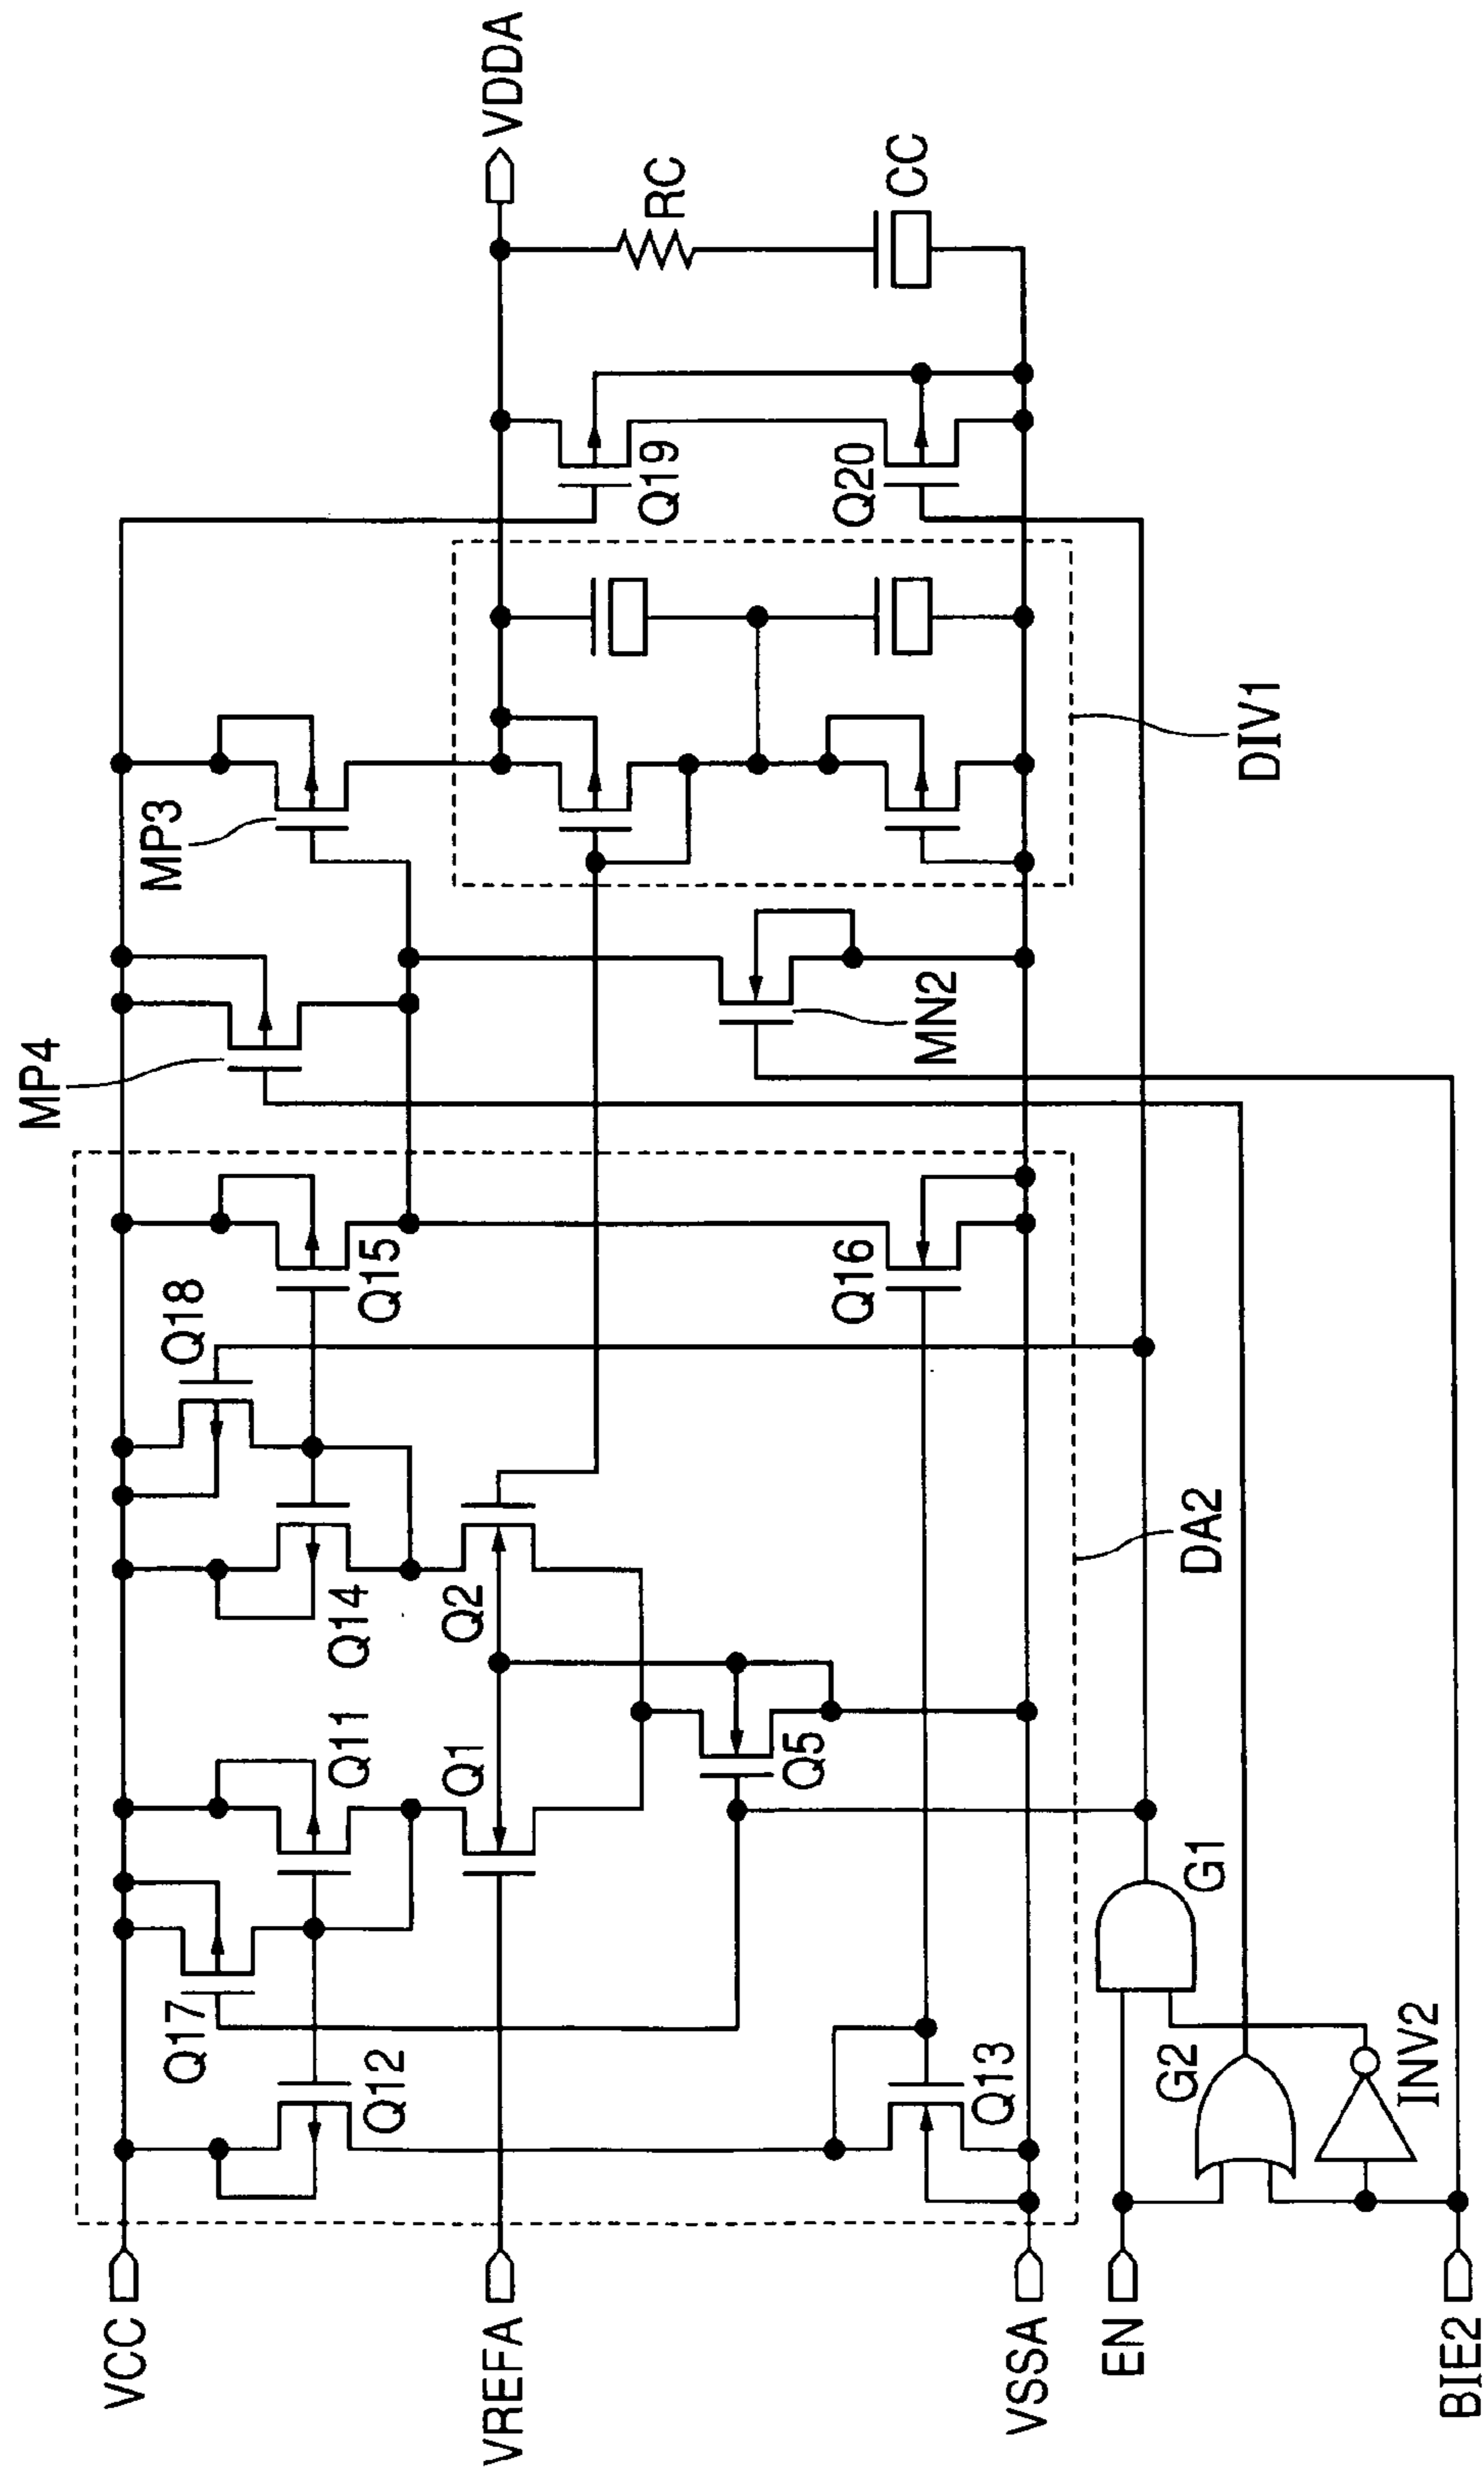 VCC
VREFA
VSSA
EN
BIE2
Q12
Q17
Q11
Q1
Q14
Q2
Q18
Q15
Q5
Q13
Q16
DA2
G1
G2
INV2
MP4
MP3
MN2
DIV1
Q19
Q20
RC
CC
VDDA